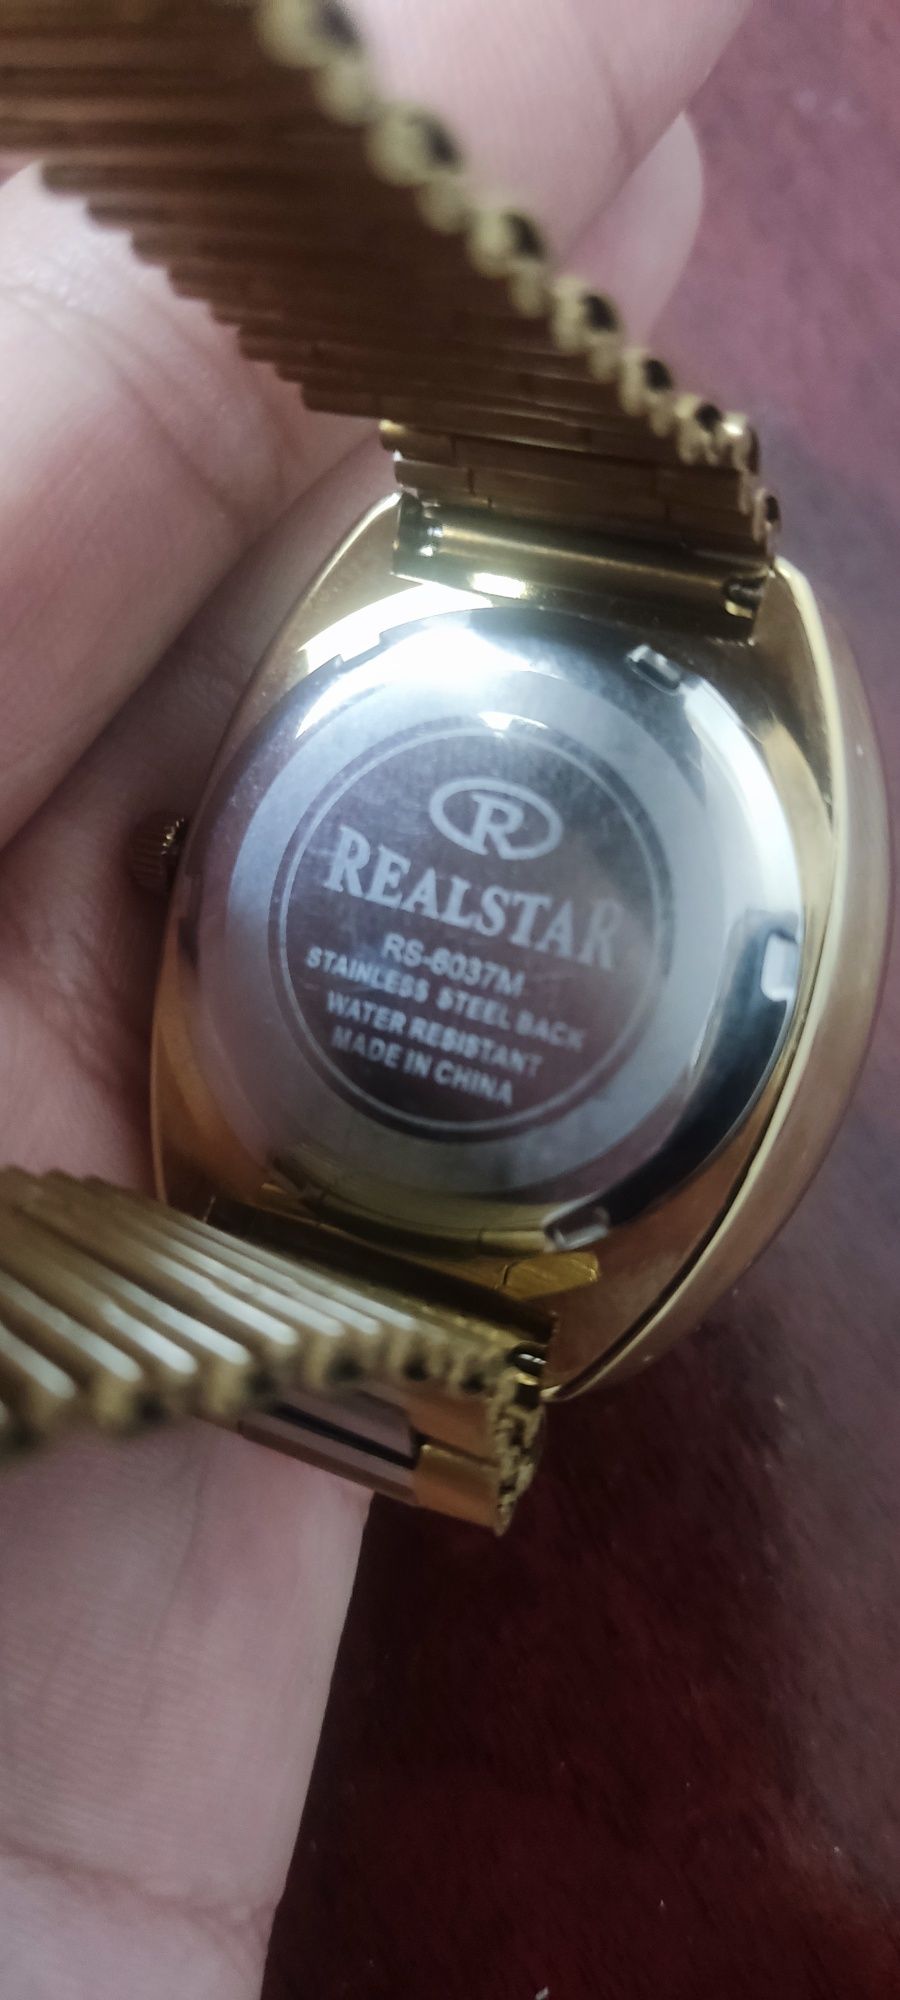 R
REALSTAR
RS-6037M
STAINLESS STEEL BACK
WATER RESISTANT
MADE IN CHINA